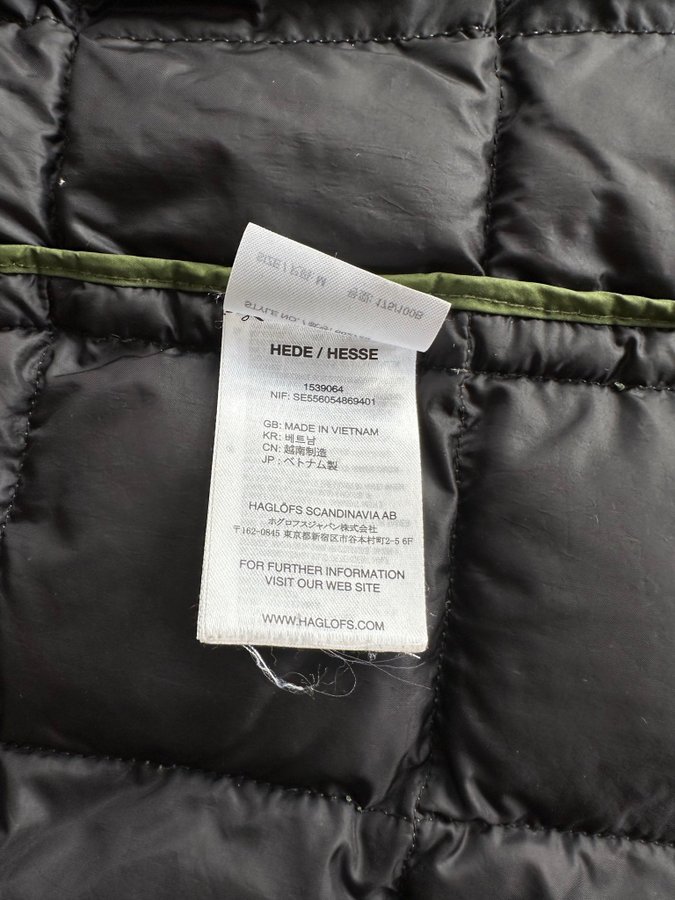 HEDE / HESSE
1539064
NIF: SE556054869401
GB: MADE IN VIETNAM
KR: 베트남
CN: 越南制造
JP : ベトナム製
HAGLÖFS SCANDINAVIA AB
ホグロフスジャパン株式会社
〒162-0845 東京都新宿区市谷本村町2-5 6F
FOR FURTHER INFORMATION
VISIT OUR WEB SITE
WWW.HAGLOFS.COM